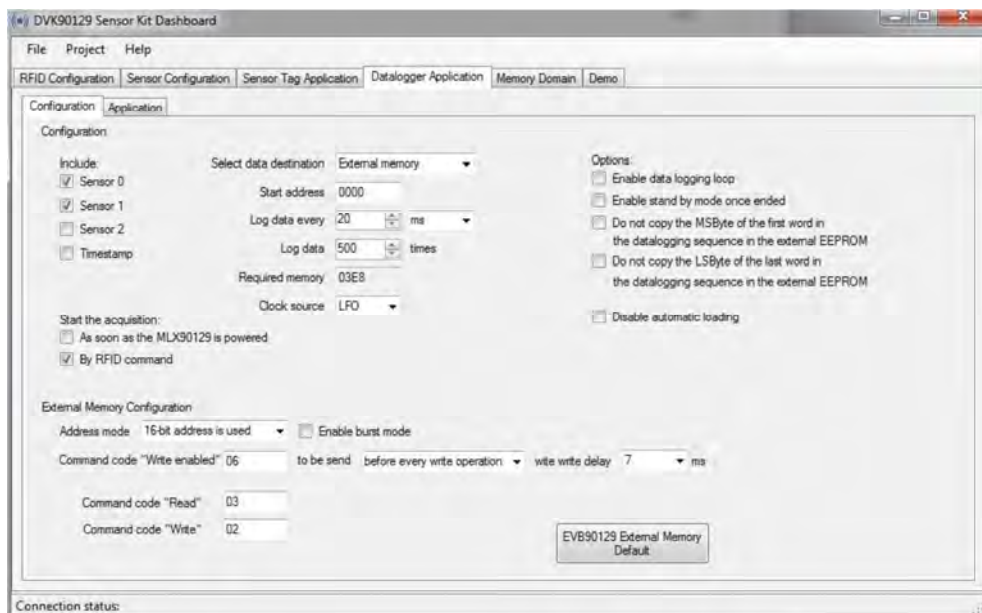 DVK90129 Sensor Kit Dashboard
File Project Help
RFID Configuration Sensor Configuration Sensor Tag Application Datalogger Application Memory Domain Demo
Configuration Application
Configuration
Include:
Sensor 0
Sensor 1
Sensor 2
Timestamp
Select data destination External memory
Start address 0000
Log data every 20 ms
Log data 500 times
Required memory 03E8
Clock source LFO
Options:
Enable data logging loop
Enable stand by mode once ended
Do not copy the MSByte of the first word in
the datalogging sequence in the external EEPROM
Do not copy the LSByte of the last word in
the datalogging sequence in the external EEPROM
Disable automatic loading
Start the acquisition:
As soon as the MLX90129 is powered
By RFID command
External Memory Configuration
Address mode 16-bit address is used Enable burst mode
Command code "Write enabled" 06 to be send before every write operation wite write delay 7 ms
Command code "Read" 03
Command code "Write" 02
EVB90129 External Memory
Default
Connection status: